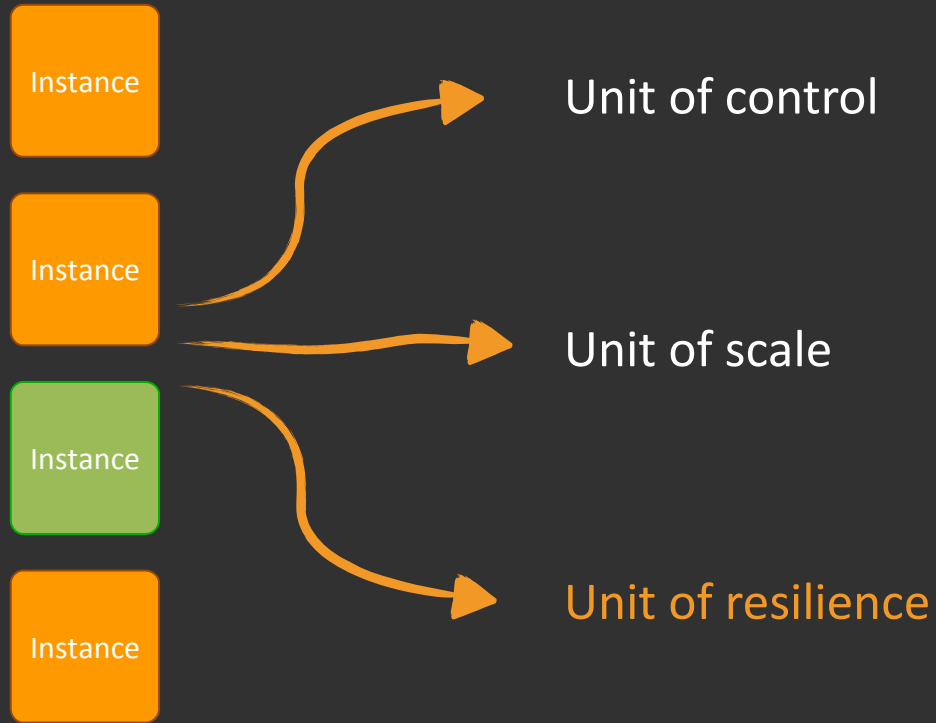 Instance
Instance
Instance
Instance
Unit of control
Unit of scale
Unit of resilience